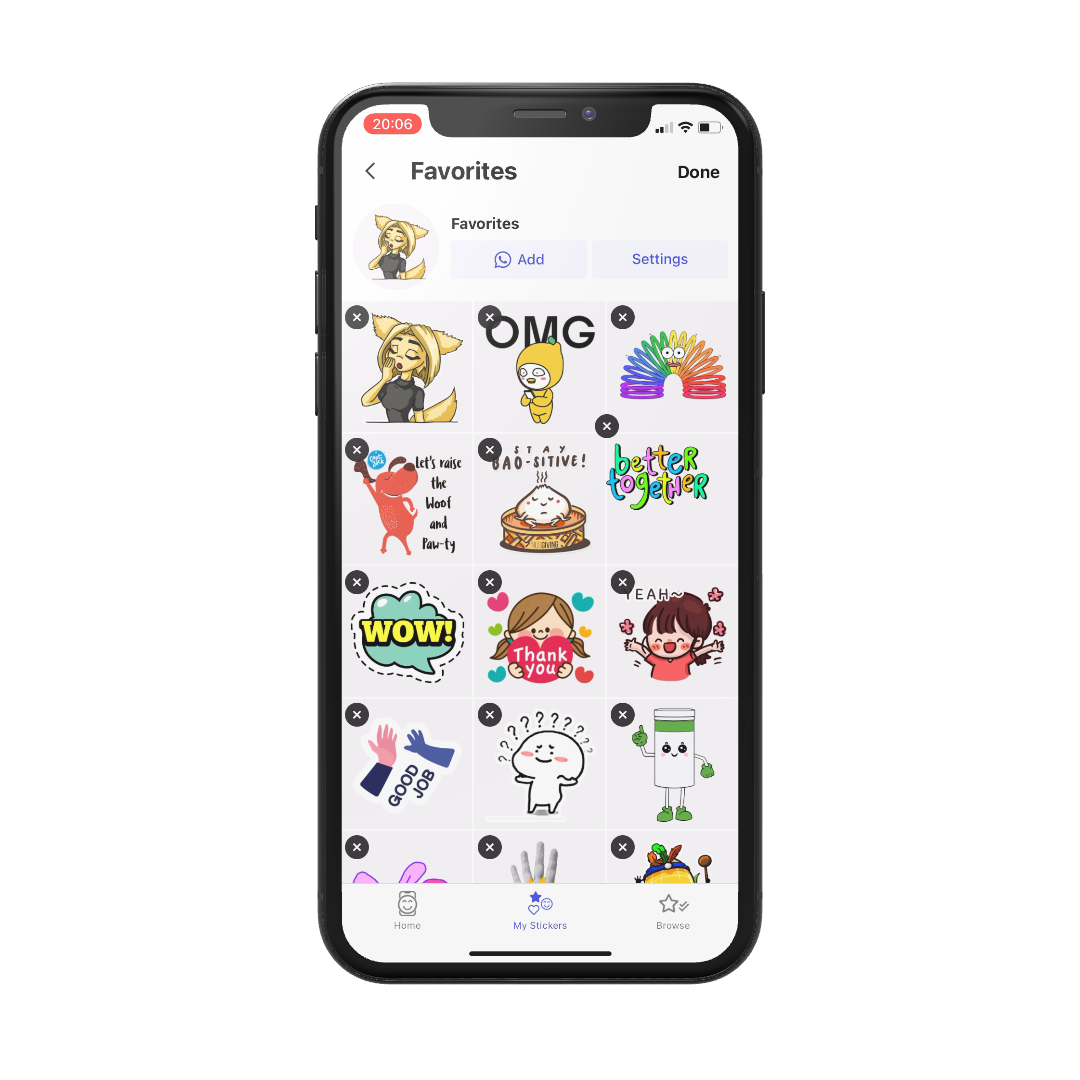 20:06
Favorites
Done
Favorites
Add
Settings
OMG
Let's raise
the
Woof
and
Paw-ty
STAY
BAO-SITIVE!
better
together
WOW!
Thank
you
YEAH~
GOOD
JOB
? ? ? ? ? ? ? ? ? ?
Home
My Stickers
Browse